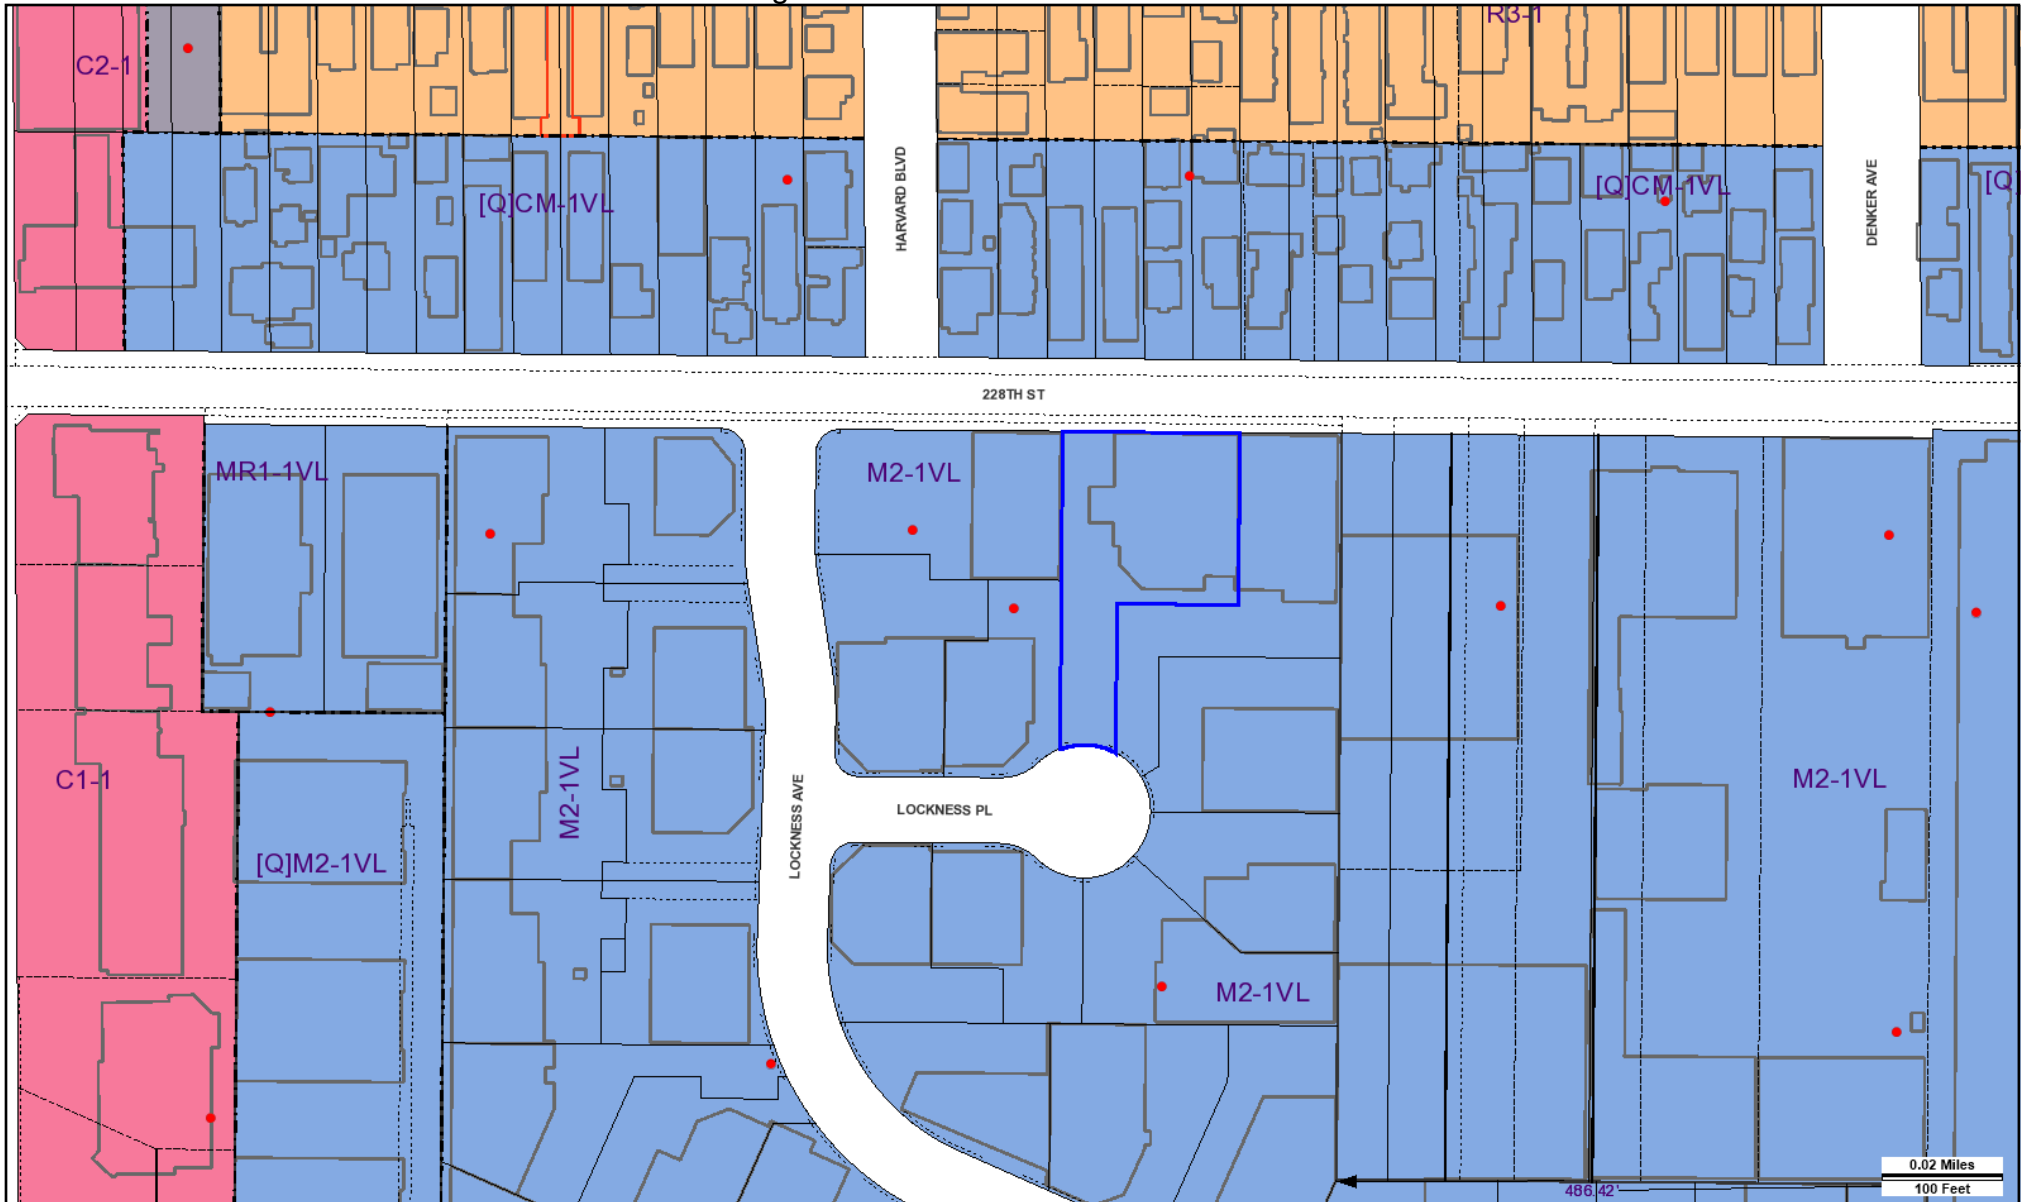 R3-1
C2-1
[Q]CM-1VL
HARVARD BLVD
[Q]CM-1VL
DENKER AVE
[Q]
228TH ST
MR1-1VL
M2-1VL
C1-1
[Q]M2-1VL
M2-1VL
LOCKNESS AVE
LOCKNESS PL
M2-1VL
M2-1VL
0.02 Miles
100 Feet
486.42'